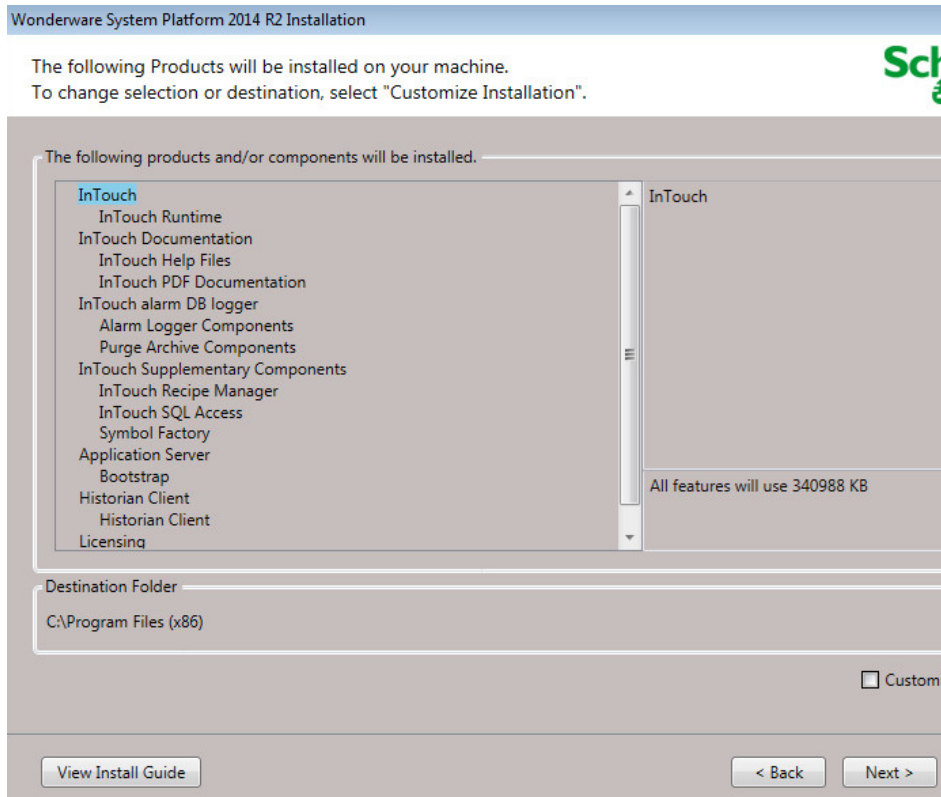 Wonderware System Platform 2014 R2 Installation
The following Products will be installed on your machine.
To change selection or destination, select "Customize Installation".
Sch
The following products and/or components will be installed.
InTouch
InTouch Runtime
InTouch Documentation
InTouch Help Files
InTouch PDF Documentation
InTouch alarm DB logger
Alarm Logger Components
Purge Archive Components
InTouch Supplementary Components
InTouch Recipe Manager
InTouch SQL Access
Symbol Factory
Application Server
Bootstrap
Historian Client
Historian Client
Licensing
InTouch
All features will use 340988 KB
Destination Folder
C:\Program Files (x86)
Custom
View Install Guide
< Back
Next >